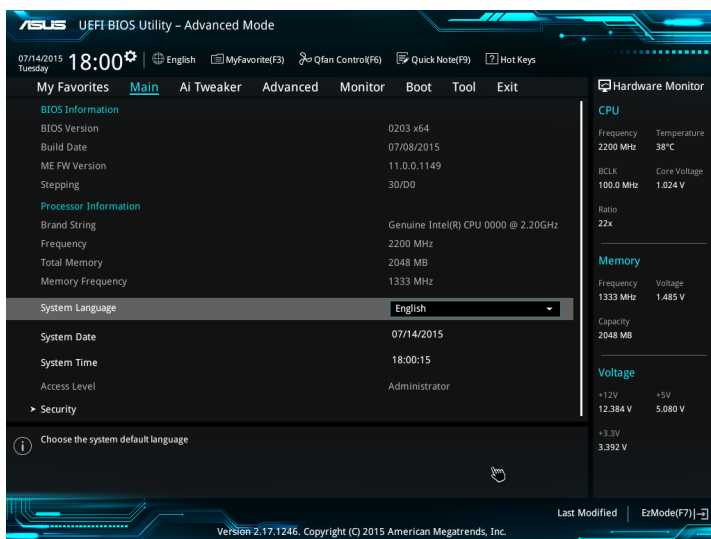 ASUS UEFI BIOS Utility – Advanced Mode
07/14/2015 Tuesday 18:00 English MyFavorite(F3) Qfan Control(F6) Quick Note(F9) ? Hot Keys
My Favorites Main Ai Tweaker Advanced Monitor Boot Tool Exit
BIOS Information
BIOS Version 0203 x64
Build Date 07/08/2015
ME FW Version 11.0.0.1149
Stepping 30/D0
Processor Information
Brand String Genuine Intel(R) CPU 0000 @ 2.20GHz
Frequency 2200 MHz
Total Memory 2048 MB
Memory Frequency 1333 MHz
System Language English
System Date 07/14/2015
System Time 18:00:15
Access Level Administrator
Security
Choose the system default language
Hardware Monitor
CPU
Frequency Temperature
2200 MHz 38°C
BCLK Core Voltage
100.0 MHz 1.024 V
Ratio
22x
Memory
Frequency Voltage
1333 MHz 1.485 V
Capacity
2048 MB
Voltage
+12V +5V
12.384 V 5.080 V
+3.3V
3.392 V
Last Modified EzMode(F7)
Version 2.17.1246. Copyright (C) 2015 American Megatrends, Inc.